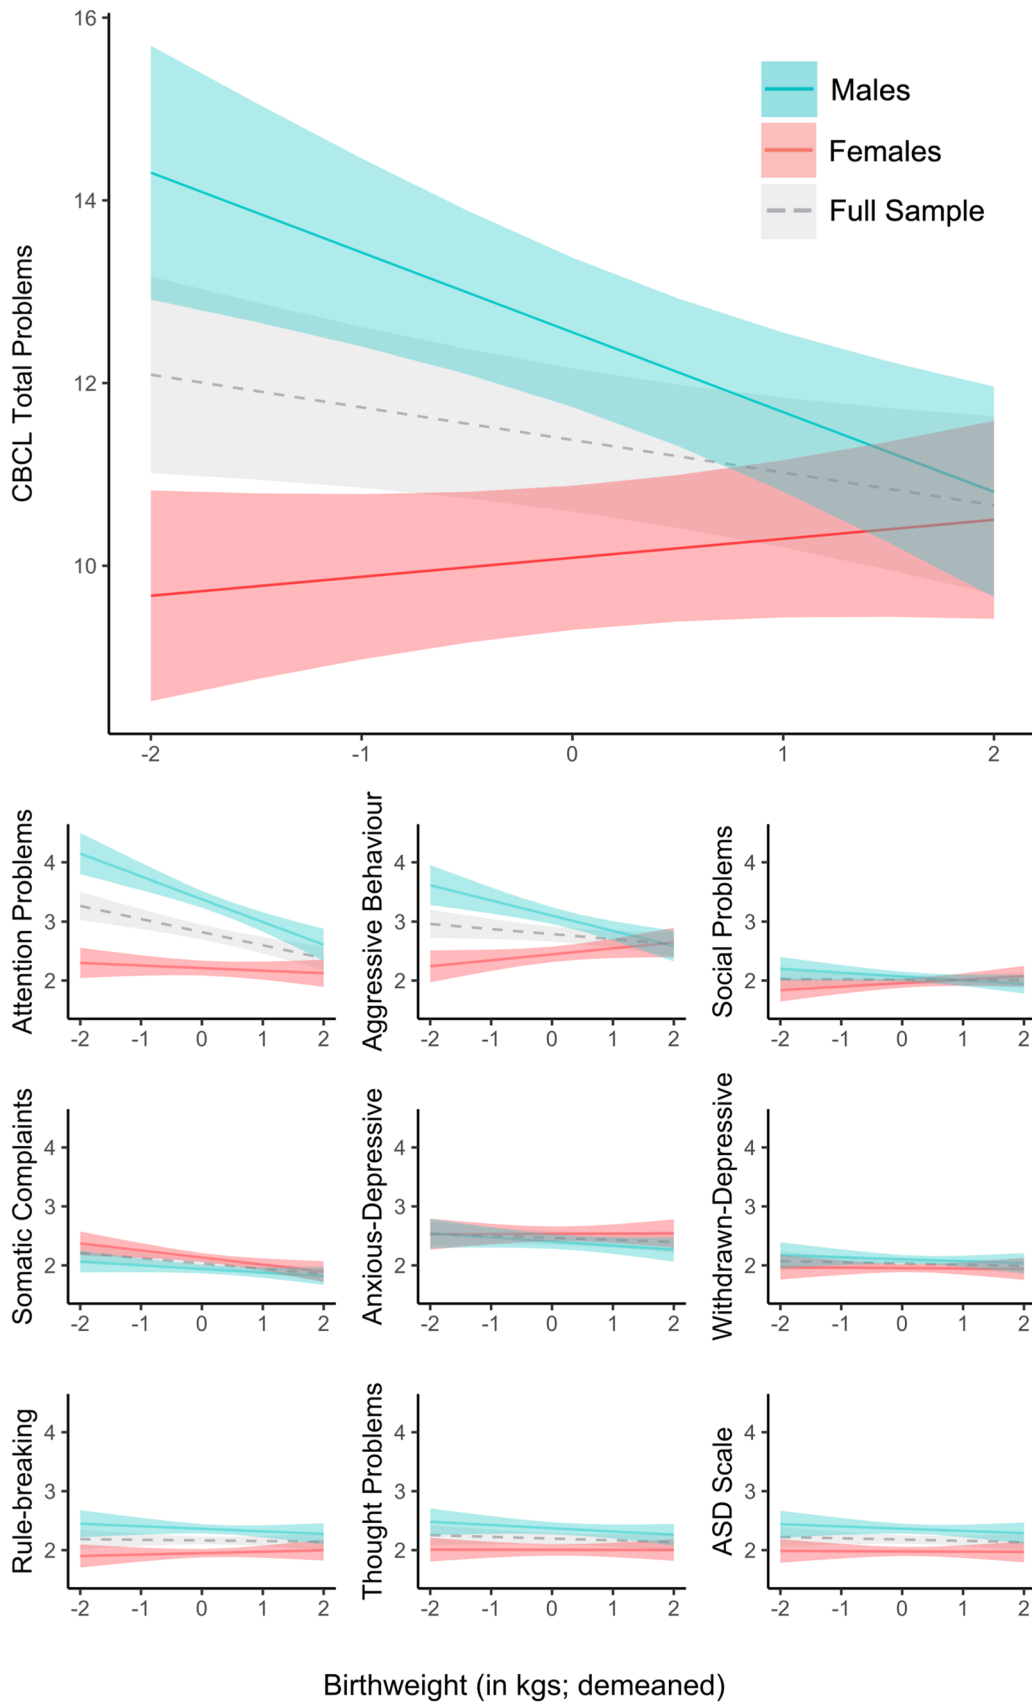 16
14
12
10
CBCL Total Problems
Males
Females
Full Sample
-2 -1 0 1 2
Attention Problems
4
3
2
-2 -1 0 1 2
Aggressive Behaviour
4
3
2
-2 -1 0 1 2
Social Problems
4
3
2
-2 -1 0 1 2
Somatic Complaints
4
3
2
-2 -1 0 1 2
Anxious-Depressive
4
3
2
-2 -1 0 1 2
Withdrawn-Depressive
4
3
2
-2 -1 0 1 2
Rule-breaking
4
3
2
-2 -1 0 1 2
Thought Problems
4
3
2
-2 -1 0 1 2
ASD Scale
4
3
2
-2 -1 0 1 2
Birthweight (in kgs; demeaned)